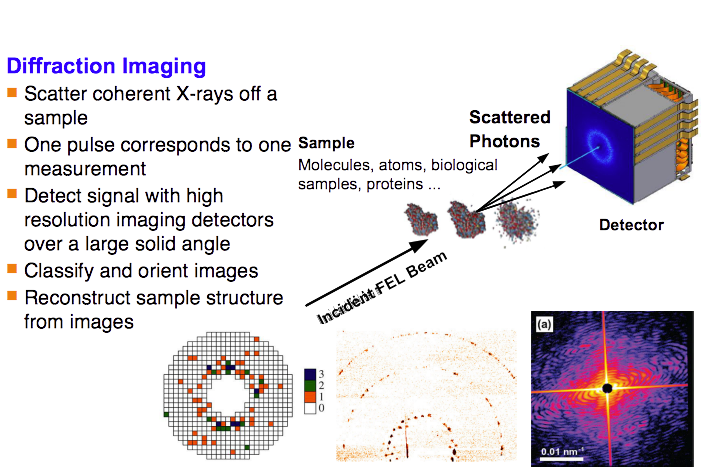 Diffraction Imaging
Scatter coherent X-rays off a
sample
One pulse corresponds to one
measurement
Detect signal with high
resolution imaging detectors
over a large solid angle
Classify and orient images
Reconstruct sample structure
from images
Sample
Molecules, atoms, biological
samples, proteins ...
Scattered
Photons
Detector
Incident FEL Beam
3
2
1
0
(a)
0.01 nm⁻¹